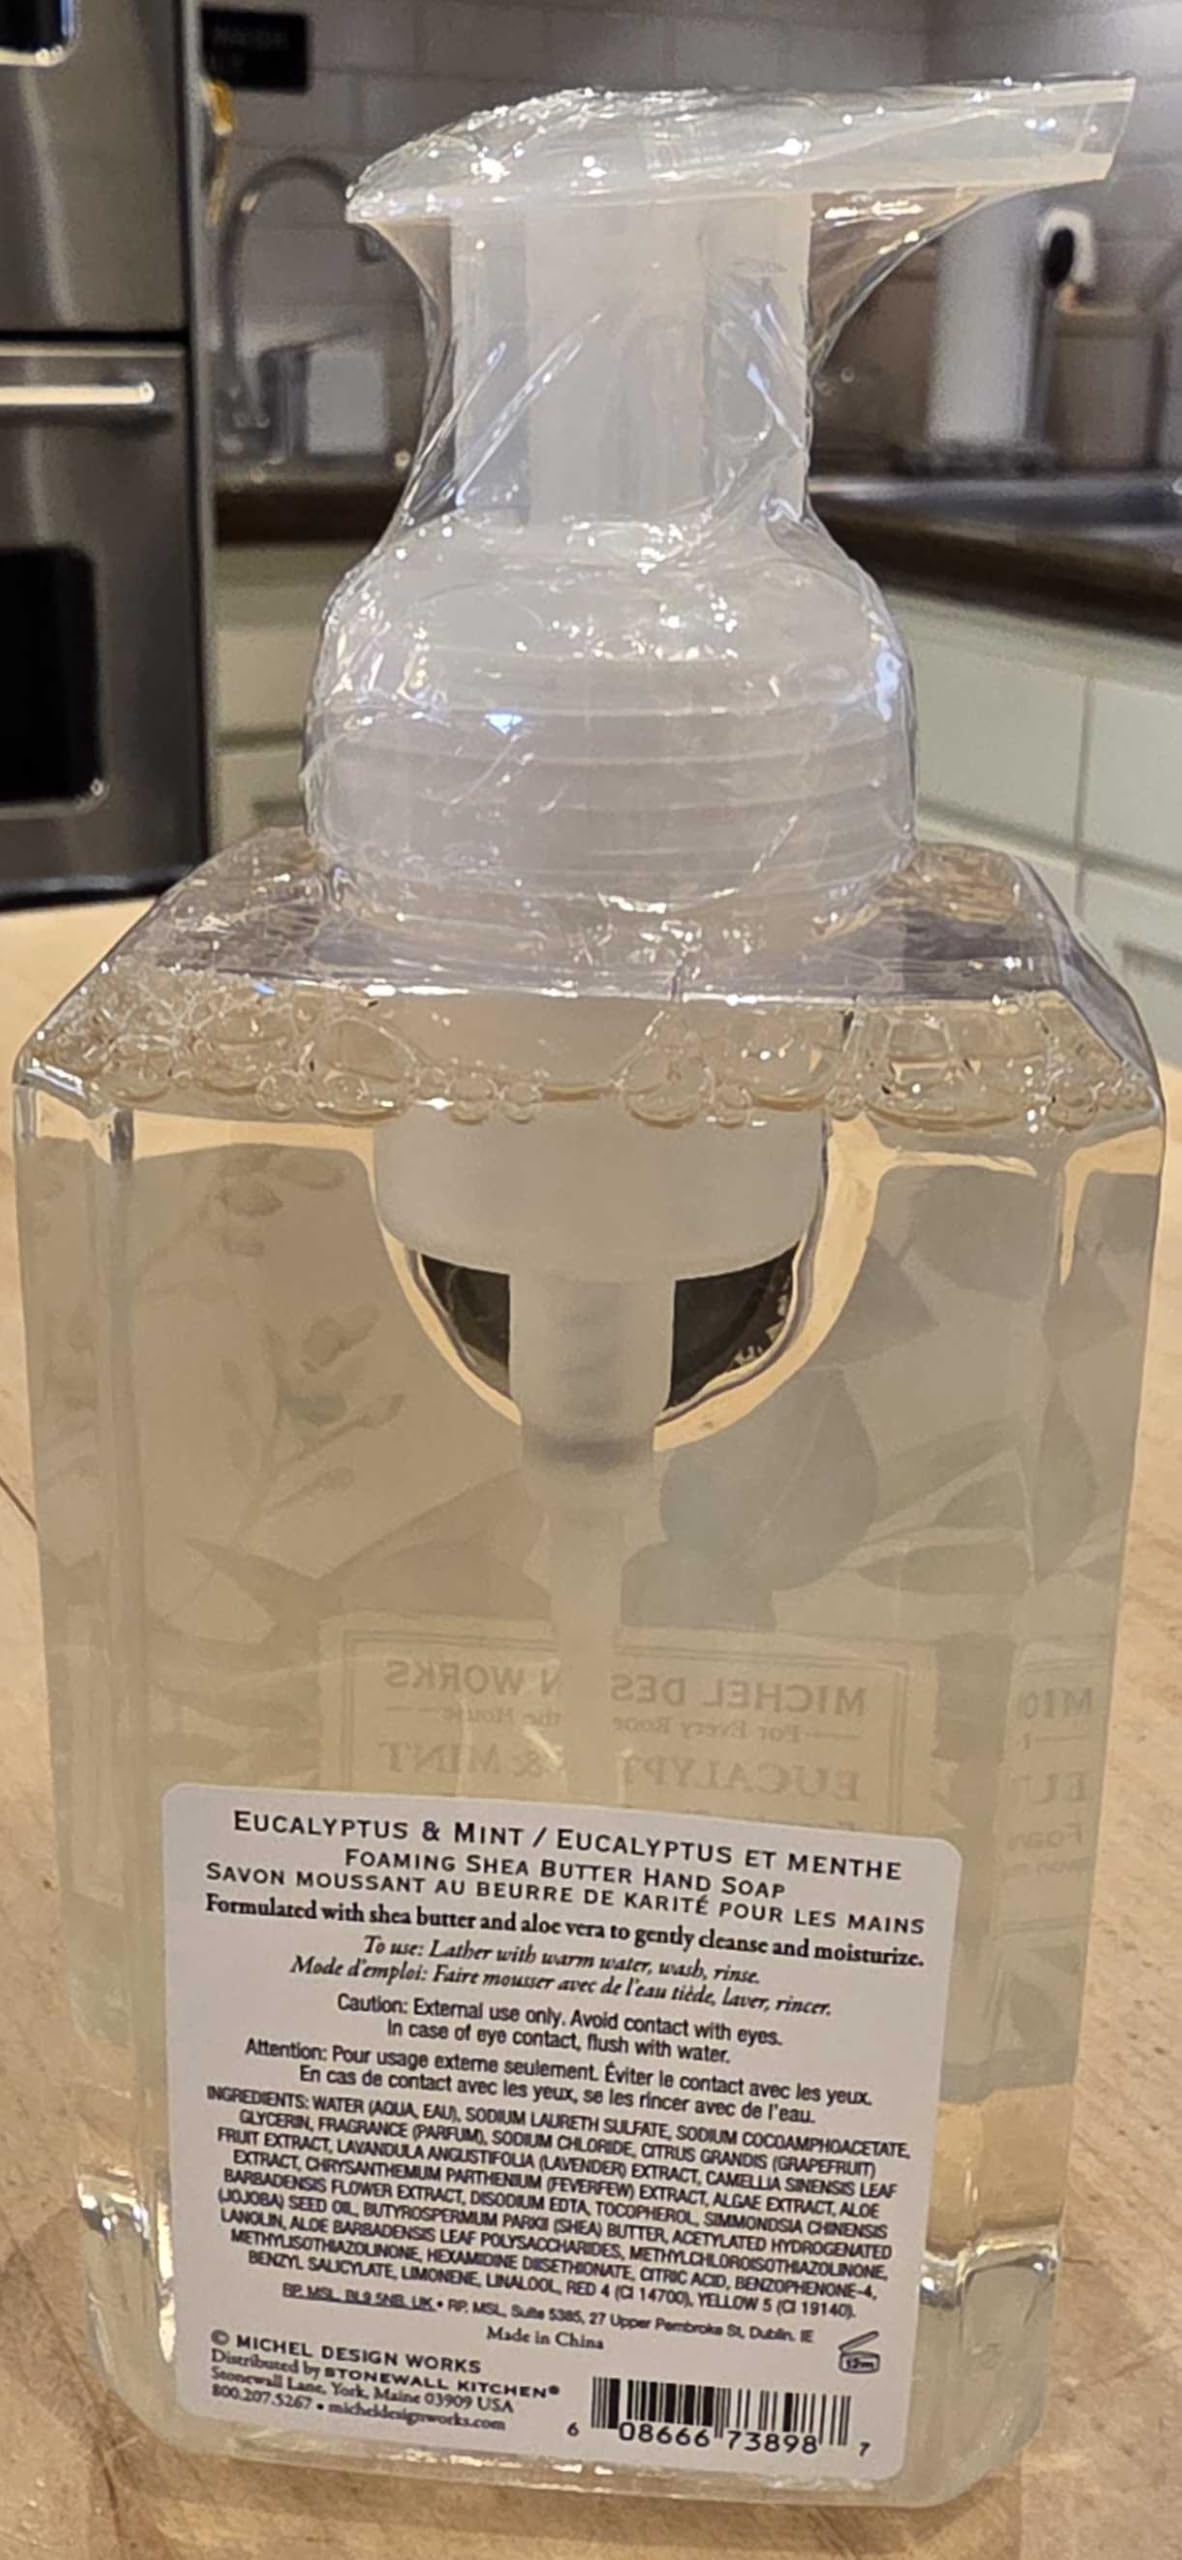 MICHEL DES N WORKS
For Every Room the House
EUCALYPT & MINT
EUCALYPTUS & MINT / EUCALYPTUS ET MENTHE
FOAMING SHEA BUTTER HAND SOAP
SAVON MOUSSANT AU BEURRE DE KARITÉ POUR LES MAINS
Formulated with shea butter and aloe vera to gently cleanse and moisturize.
To use: Lather with warm water, wash, rinse.
Mode d'emploi: Faire mousser avec de l'eau tiède, laver, rincer.
Caution: External use only. Avoid contact with eyes.
In case of eye contact, flush with water.
Attention: Pour usage externe seulement. Éviter le contact avec les yeux.
En cas de contact avec les yeux, se les rincer avec de l'eau.
INGREDIENTS: WATER (AQUA, EAU), SODIUM LAURETH SULFATE, SODIUM COCOAMPHOACETATE,
GLYCERIN, FRAGRANCE (PARFUM), SODIUM CHLORIDE, CITRUS GRANDIS (GRAPEFRUIT)
FRUIT EXTRACT, LAVANDULA ANGUSTIFOLIA (LAVENDER) EXTRACT, CAMELLIA SINENSIS LEAF
EXTRACT, CHRYSANTHEMUM PARTHENIUM (FEVERFEW) EXTRACT, ALGAE EXTRACT, ALOE
BARBADENSIS FLOWER EXTRACT, DISODIUM EDTA, TOCOPHEROL, SIMMONDSIA CHINENSIS
(JOJOBA) SEED OIL, BUTYROSPERMUM PARKII (SHEA) BUTTER, ACETYLATED HYDROGENATED
LANOLIN, ALOE BARBADENSIS LEAF POLYSACCHARIDES, METHYLCHLOROISOTHIAZOLINONE,
METHYLISOTHIAZOLINONE, HEXAMIDINE DIISETHIONATE, CITRIC ACID, BENZOPHENONE-4,
BENZYL SALICYLATE, LIMONENE, LINALOOL, RED 4 (CI 14700), YELLOW 5 (CI 19140).
RP, MSL, BL9 5NB, UK • RP, MSL, Suite 5385, 27 Upper Pembroke St, Dublin, IE
Made in China
12m
© MICHEL DESIGN WORKS
Distributed by STONEWALL KITCHEN®
Stonewall Lane, York, Maine 03909 USA
800.207.5267 • micheldesignworks.com
6 08666 73898 7